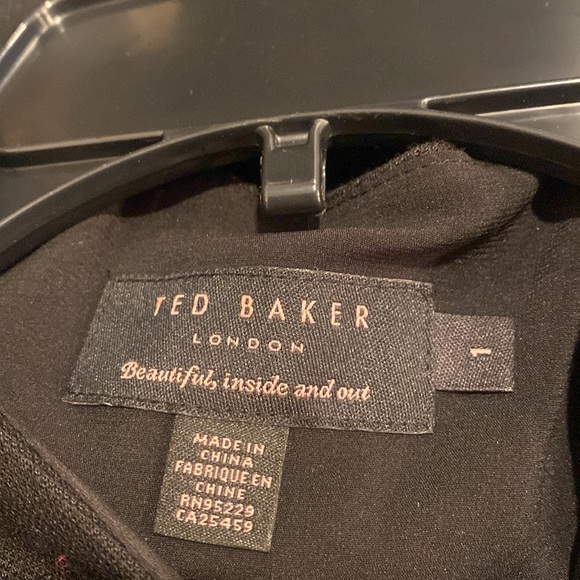 TED BAKER
LONDON
Beautiful, inside and out
1
MADE IN
CHINA
FABRIQUE EN
CHINE
RN95229
CA25459